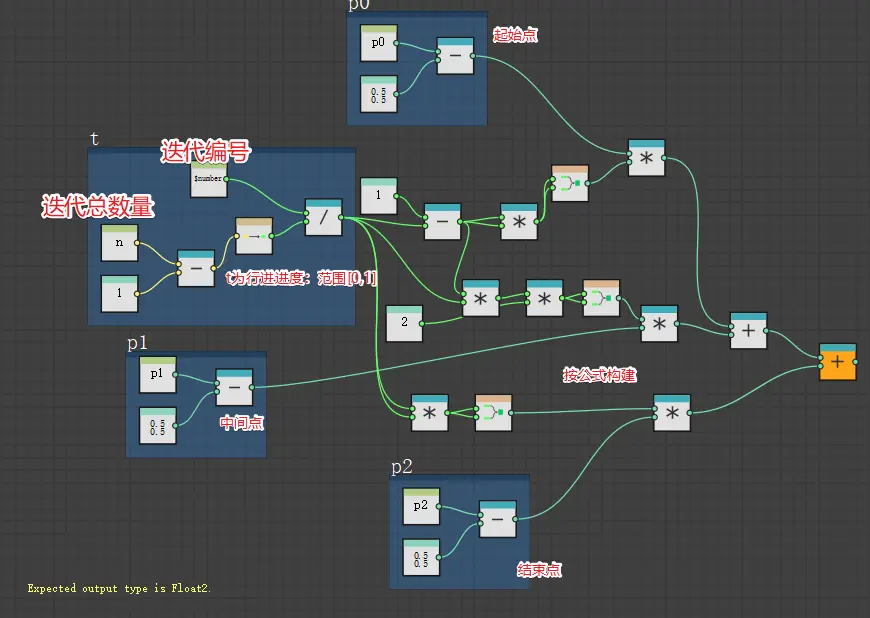 p0
p0
0.5
0.5
−
起始点
t
迭代编号
$number
迭代总数量
n
1
−
/
t为行进进度：范围[0,1]
1
−
*
*
2
*
*
*
+
+
p1
p1
0.5
0.5
−
中间点
按公式构建
*
*
p2
p2
0.5
0.5
−
结束点
Expected output type is Float2.